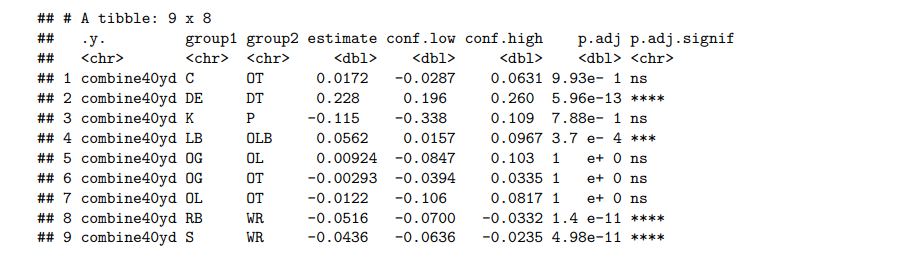 ## # A tibble: 9 x 8
##   .y.         group1 group2 estimate conf.low conf.high    p.adj p.adj.signif
##   <chr>       <chr>  <chr>     <dbl>    <dbl>     <dbl>    <dbl> <chr>
## 1 combine40yd C      OT      0.0172   -0.0287    0.0631 9.93e- 1 ns
## 2 combine40yd DE     DT      0.228     0.196     0.260  5.96e-13 ****
## 3 combine40yd K      P      -0.115    -0.338     0.109  7.88e- 1 ns
## 4 combine40yd LB     OLB     0.0562    0.0157    0.0967 3.7 e- 4 ***
## 5 combine40yd OG     OL      0.00924  -0.0847    0.103  1   e+ 0 ns
## 6 combine40yd OG     OT     -0.00293  -0.0394    0.0335 1   e+ 0 ns
## 7 combine40yd OL     OT     -0.0122   -0.106     0.0817 1   e+ 0 ns
## 8 combine40yd RB     WR     -0.0516   -0.0700   -0.0332 1.4 e-11 ****
## 9 combine40yd S      WR     -0.0436   -0.0636   -0.0235 4.98e-11 ****